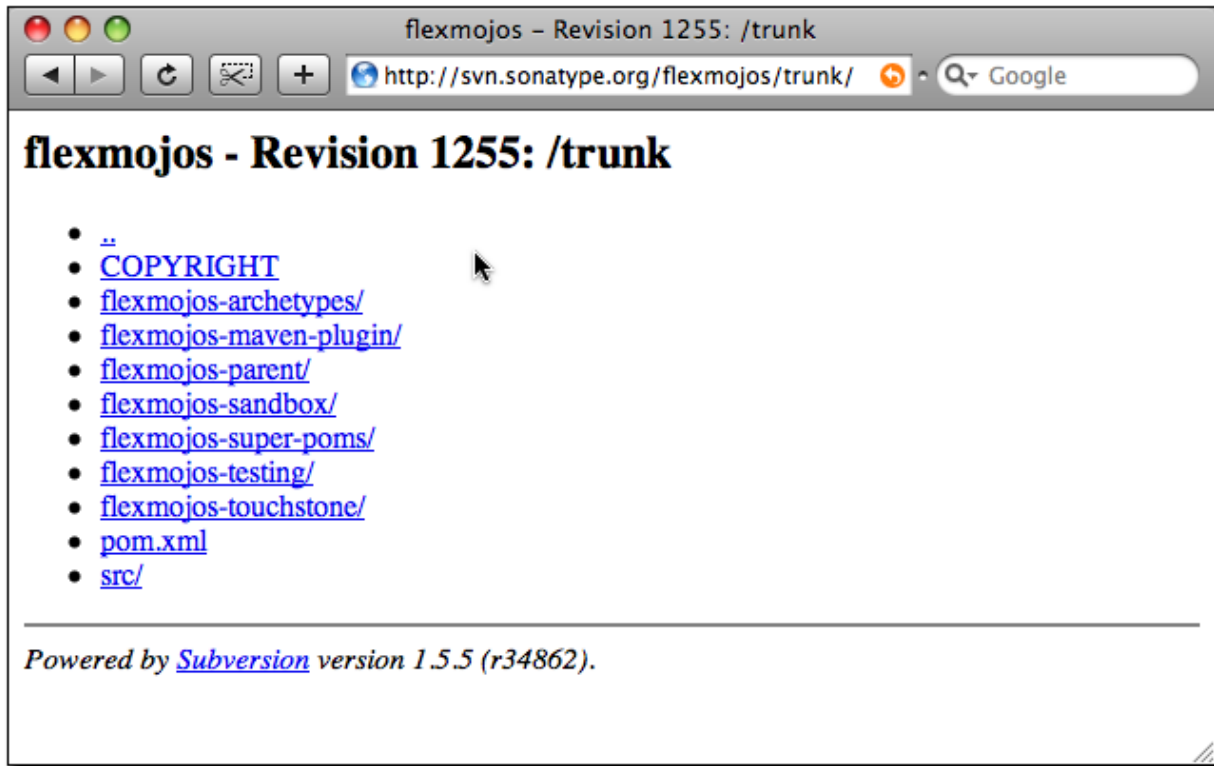 flexmojos – Revision 1255: /trunk
http://svn.sonatype.org/flexmojos/trunk/ Google
flexmojos - Revision 1255: /trunk
..
COPYRIGHT
flexmojos-archetypes/
flexmojos-maven-plugin/
flexmojos-parent/
flexmojos-sandbox/
flexmojos-super-poms/
flexmojos-testing/
flexmojos-touchstone/
pom.xml
src/
Powered by Subversion version 1.5.5 (r34862).